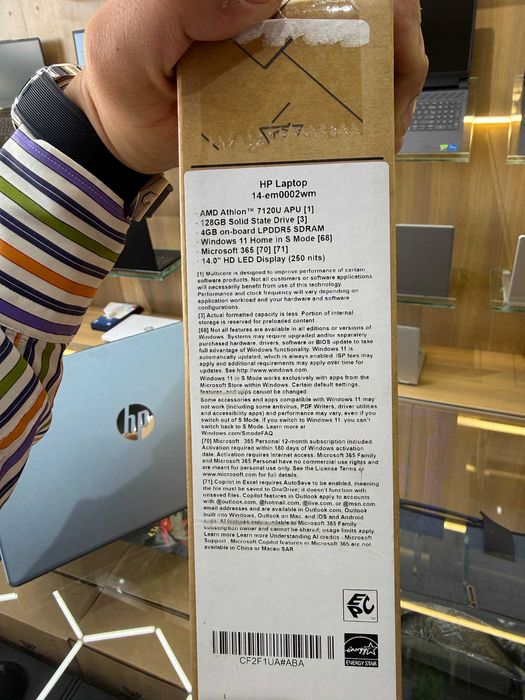 HP Laptop
14-em0002wm
· AMD Athlon™ 7120U APU [1]
· 128GB Solid State Drive [3]
· 4GB on-board LPDDR5 SDRAM
· Windows 11 Home in S Mode [68]
· Microsoft 365 [70] [71]
· 14.0" HD LED Display (250 nits)
[1] Multicore is designed to improve performance of certain
software products. Not all customers or software applications
will necessarily benefit from use of this technology.
Performance and clock frequency will vary depending on
application workload and your hardware and software
configurations.
[3] Actual formatted capacity is less. Portion of internal
storage is reserved for preloaded content.
[68] Not all features are available in all editions or versions of
Windows. Systems may require upgraded and/or separately
purchased hardware, drivers, software or BIOS update to take
full advantage of Windows functionality. Windows 11 is
automatically updated, which is always enabled. ISP fees may
apply and additional requirements may apply over time for
updates. See http://www.windows.com.
Windows 11 in S Mode works exclusively with apps from the
Microsoft Store within Windows. Certain default settings,
features, and apps cannot be changed.
Some accessories and apps compatible with Windows 11 may
not work (including some antivirus, PDF Writers, driver utilities
and accessibility apps) and performance may vary, even if you
switch out of S Mode. If you switch to Windows 11, you can't
switch back to S Mode. Learn more at
Windows.com/SmodeFAQ
[70] Microsoft 365 Personal 12-month subscription included.
Activation required within 180 days of Windows activation
date. Activation requires Internet access. Microsoft 365 Family
and Microsoft 365 Personal have no commercial use rights and
are meant for personal use only. See the License Terms or
www.microsoft.com for full details.
[71] Copilot in Excel requires AutoSave to be enabled, meaning
the file must be saved to OneDrive; it doesn't function with
unsaved files. Copilot features in Outlook apply to accounts
with @outlook.com, @hotmail.com, @live.com, or @msn.com
email addresses and are available in Outlook.com, Outlook
built into Windows, Outlook on Mac, and iOS and Android
Apps. AI features only available to Microsoft 365 Family
subscription owner and cannot be shared; usage limits apply
Learn more Learn more Understanding AI credits - Microsoft
Support. Microsoft Copilot features in Microsoft 365 are not
available in China or Macao SAR
EPC
CF2F1UA#ABA
energy
ENERGY STAR
hp